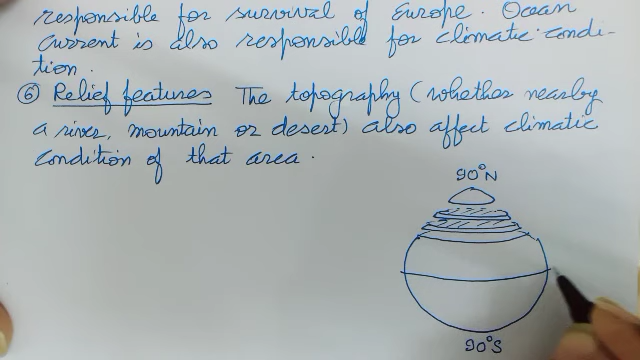 responsible for survival of Europe. Ocean
current is also responsible for climatic condi-
tion.
⑥ Relief features The topography (whether nearby
a river, mountain or desert) also affect climatic
condition of that area.
90°N
90°S